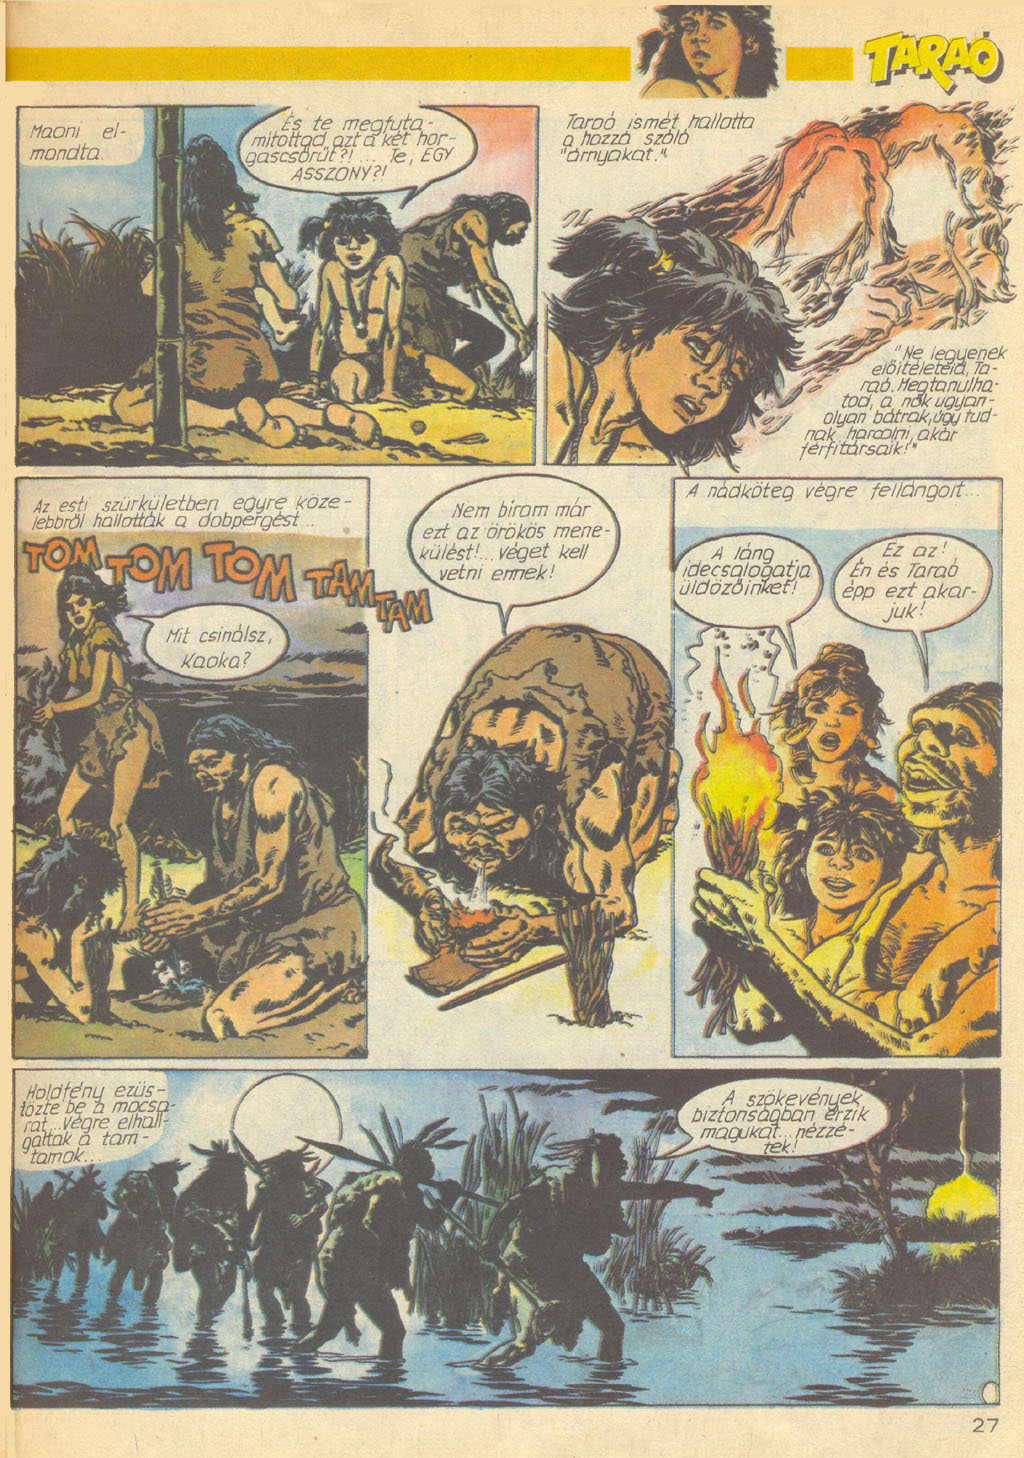 TARAÓ
Maoni el-
mondta.
És te megfuta-
mítottad azt a két hor-
gascsőrűt?! ... Te, EGY
ASSZONY?!
Taraó ismét hallotta
a hozzá szóló
"árnyakat."
"Ne legyenek
előítéleteid, Ta-
raó. Megtanulha-
tod, a nők ugyan-
olyan bátrak, úgy tud-
nak harcolni, akár
férfitársaik!"
Az esti szürkületben egyre köze-
lebbről hallották a dobpergést...
TOM TOM TOM TAM TAM
Mit csinálsz,
Kaoka?
Nem bírom már
ezt az örökös mene-
külést!... véget kell
vetni ennek!
A nádköteg végre fellángolt...
A láng
idecsalogatja
üldözőinket!
Ez az!
Én és Taraó
épp ezt akar-
juk!
Holdfény ezüs-
tözte be a mocsa-
rat... Végre elhall-
gattak a tam-
tamok...
A szökevények
biztonságban érzik
magukat... nézzé-
tek!
27